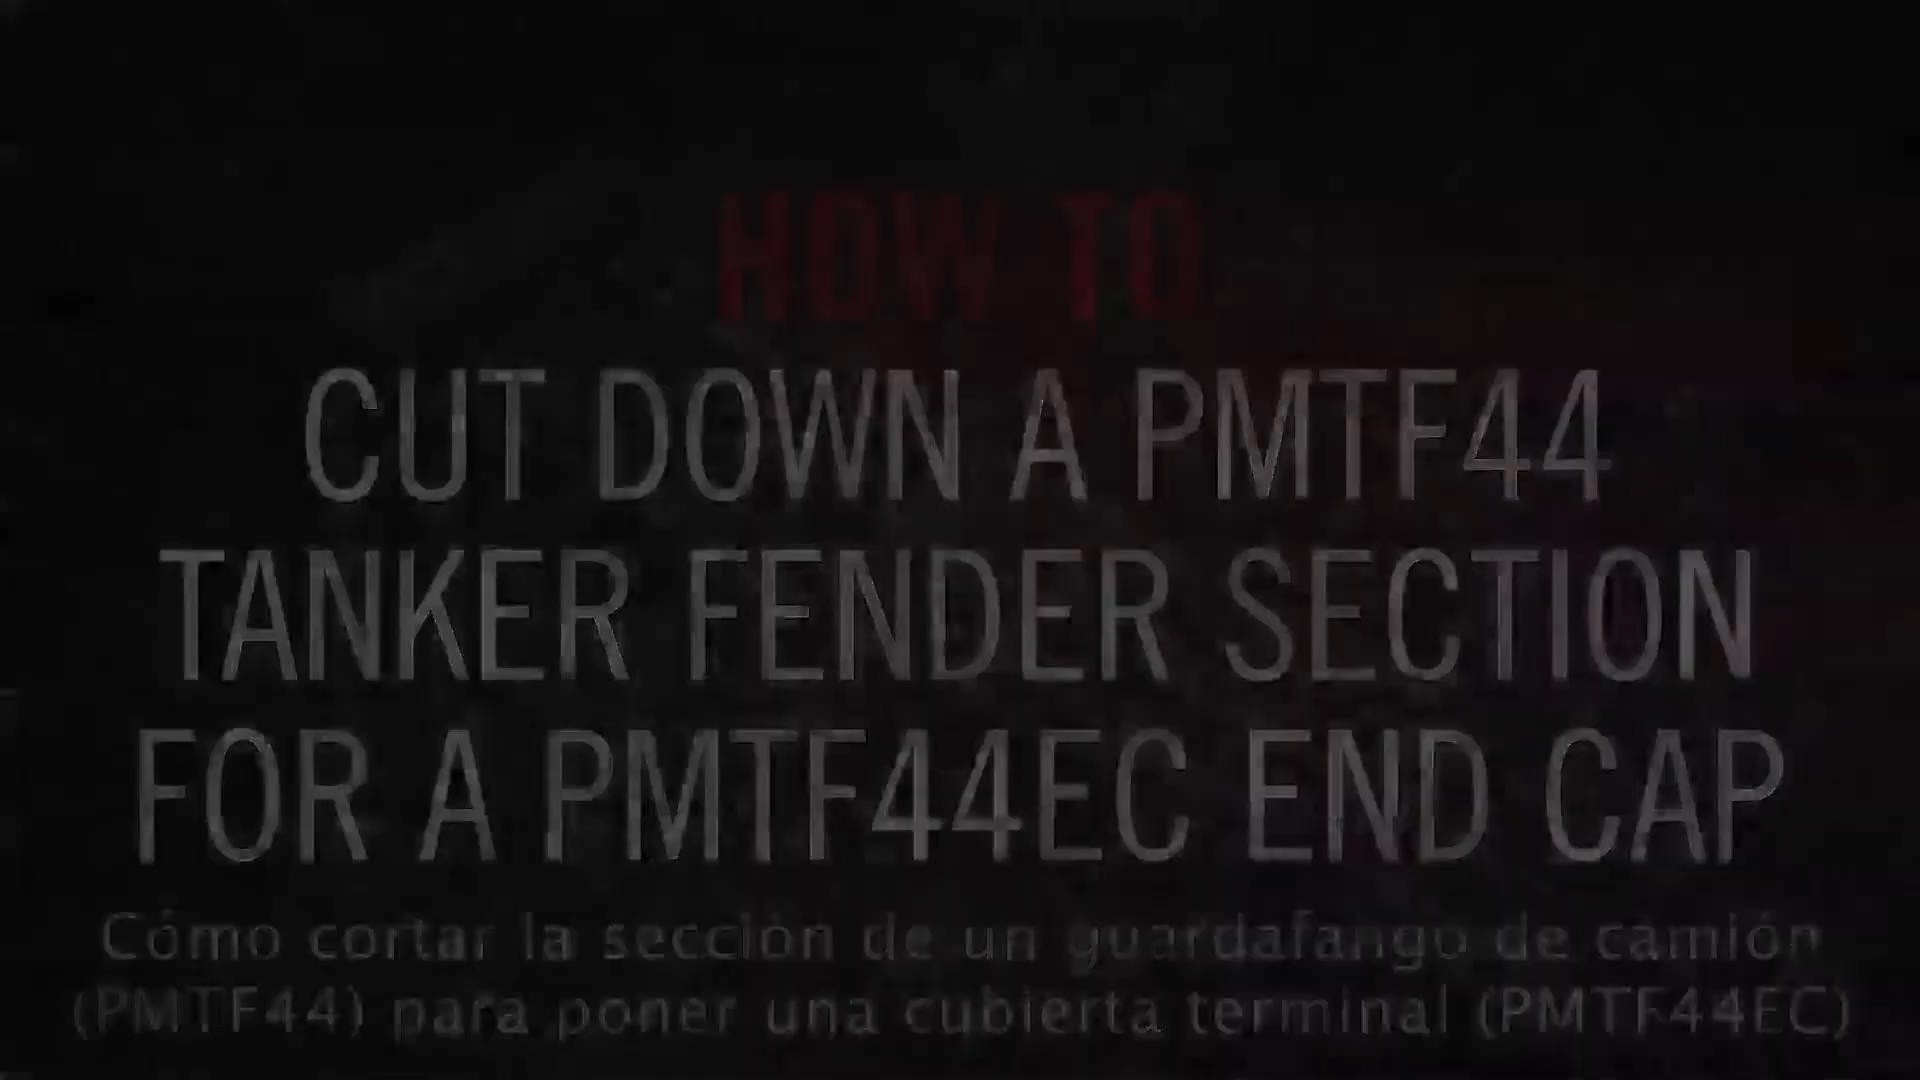 HOW TO
CUT DOWN A PMTF44
TANKER FENDER SECTION
FOR A PMTF44EC END CAP
Cómo cortar la sección de un guardafango de camión
(PMTF44) para poner una cubierta terminal (PMTF44EC)